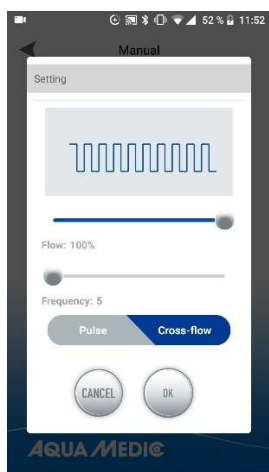 52 % 11:52
Manual
Setting
Flow: 100%
Frequency: 5
Pulse Cross-flow
CANCEL OK
AQUA MEDIC